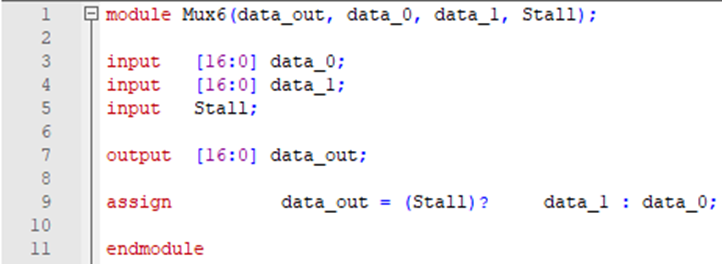 1 module Mux6(data_out, data_0, data_1, Stall);
2
3 input [16:0] data_0;
4 input [16:0] data_1;
5 input Stall;
6
7 output [16:0] data_out;
8
9 assign data_out = (Stall)? data_1 : data_0;
10
11 endmodule